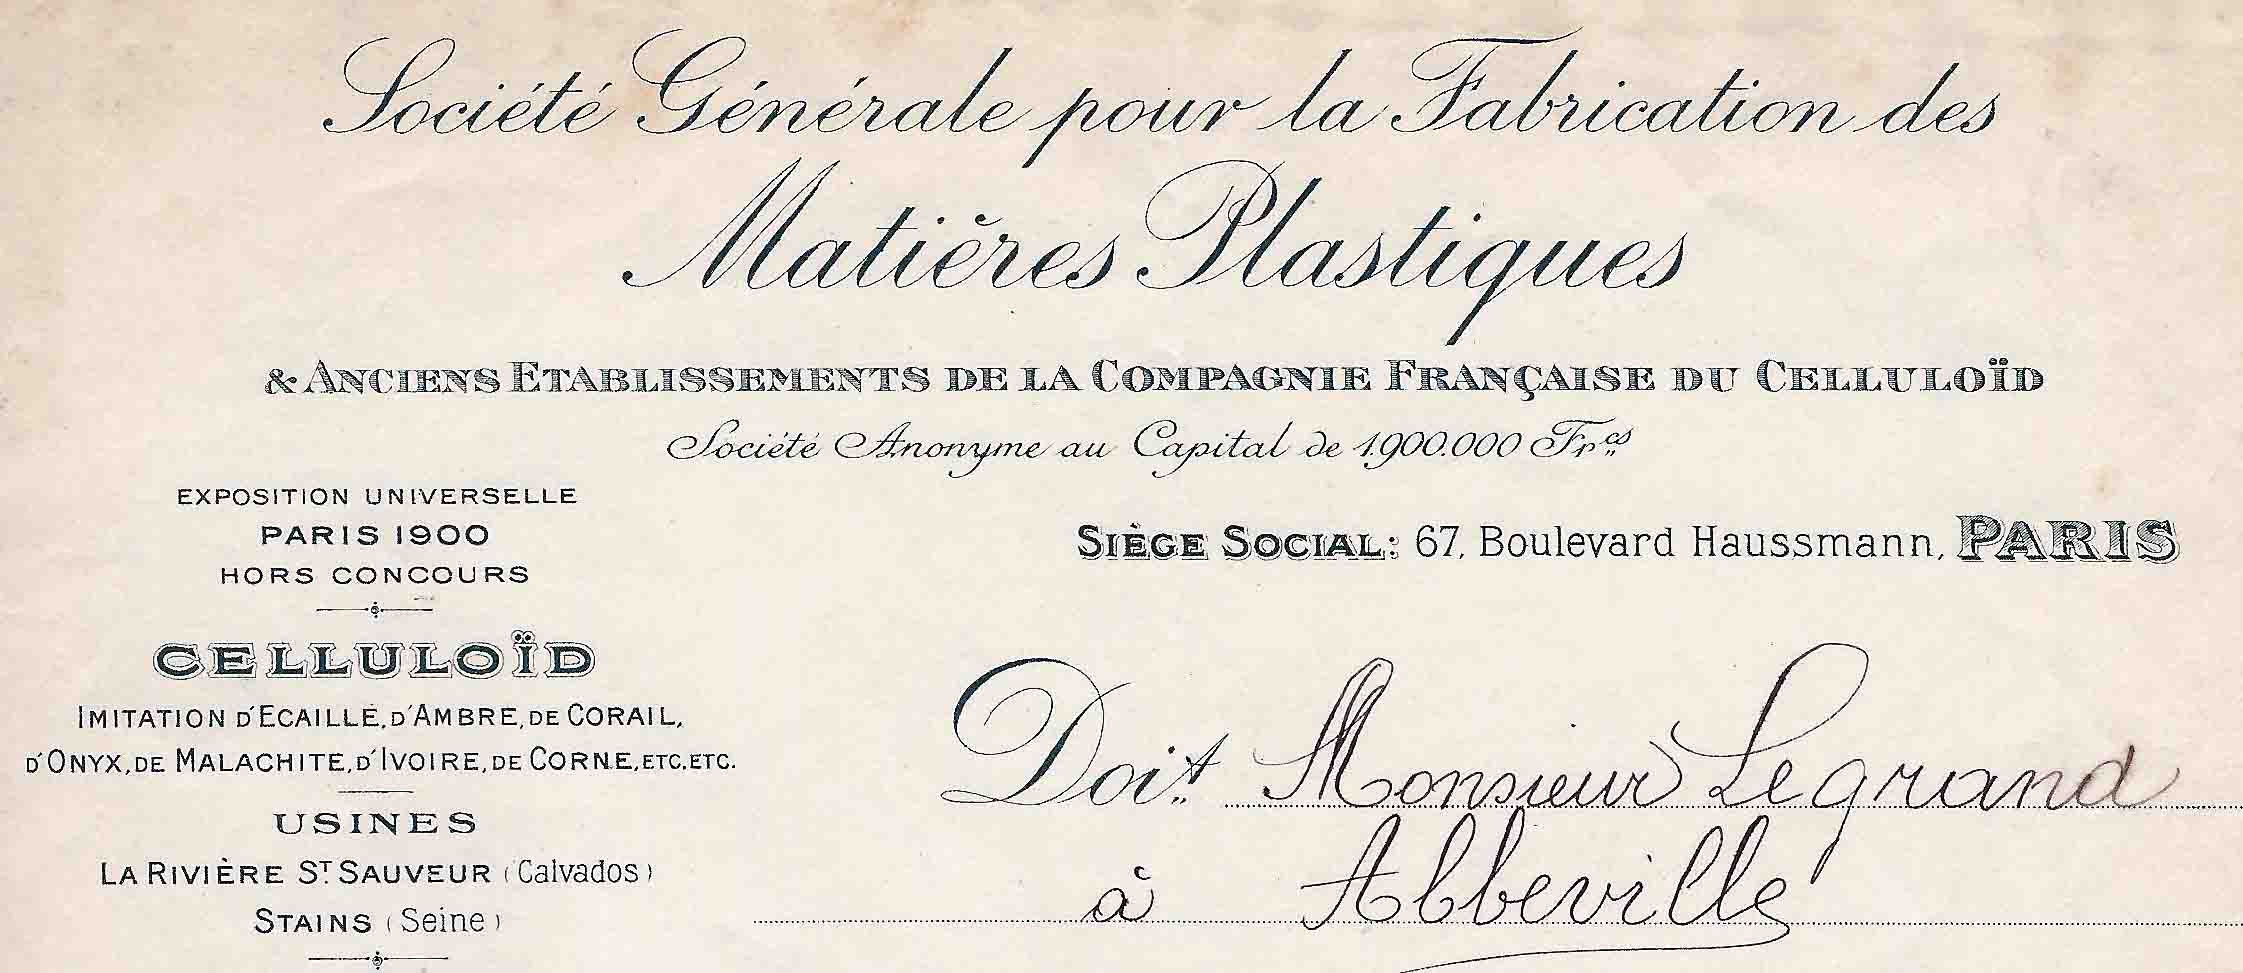 Société Générale pour la Fabrication des
Matières Plastiques
& ANCIENS ETABLISSEMENTS DE LA COMPAGNIE FRANÇAISE DU CELLULOÏD
Société Anonyme au Capital de 1.900.000 Frcs
EXPOSITION UNIVERSELLE
PARIS 1900
HORS CONCOURS
SIÈGE SOCIAL: 67, Boulevard Haussmann, PARIS
CELLULOÏD
IMITATION D'ECAILLE, D'AMBRE, DE CORAIL,
D'ONYX, DE MALACHITE, D'IVOIRE, DE CORNE, ETC. ETC.
USINES
LA RIVIÈRE ST SAUVEUR (Calvados)
STAINS (Seine)
Doit Monsieur Legrand
à Abbeville